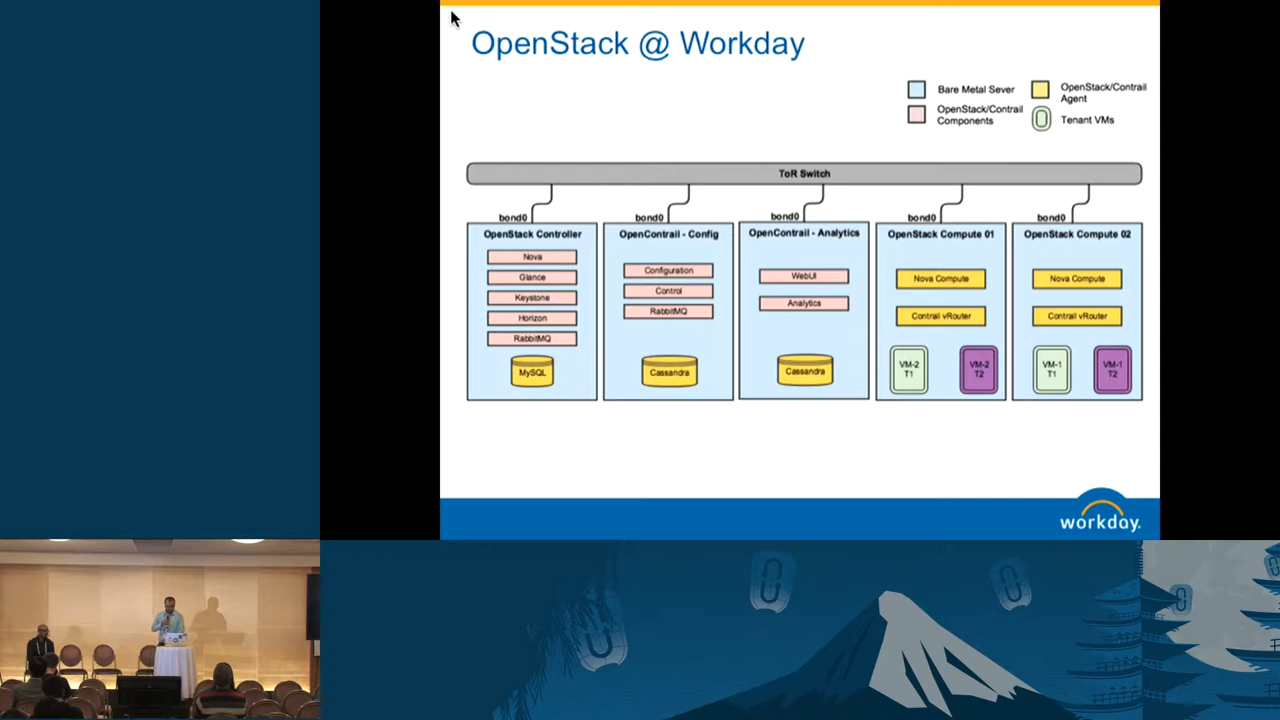 OpenStack @ Workday
Bare Metal Sever
OpenStack/Contrail
Agent
OpenStack/Contrail
Components
Tenant VMs
ToR Switch
bond0
bond0
bond0
bond0
bond0
OpenStack Controller
Nova
Glance
Keystone
Horizon
RabbitMQ
MySQL
OpenContrail - Config
Configuration
Control
RabbitMQ
Cassandra
OpenContrail - Analytics
WebUI
Analytics
Cassandra
OpenStack Compute 01
Nova Compute
Contrail vRouter
VM-2
T1
VM-2
T2
OpenStack Compute 02
Nova Compute
Contrail vRouter
VM-1
T1
VM-1
T2
workday.